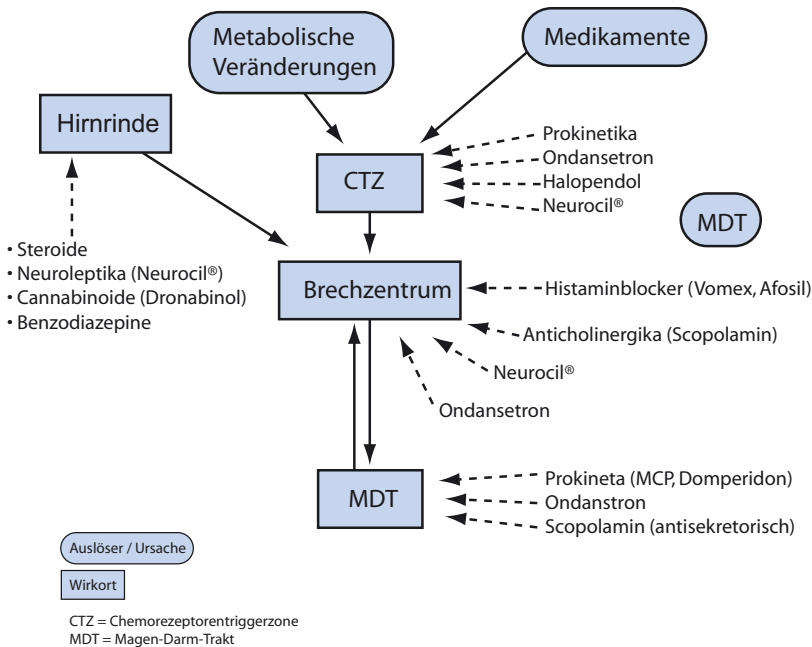 Metabolische
Veränderungen
Medikamente
Hirnrinde
CTZ
Prokinetika
Ondansetron
Halopendol
Neurocil®
MDT
• Steroide
• Neuroleptika (Neurocil®)
• Cannabinoide (Dronabinol)
• Benzodiazepine
Brechzentrum
Histaminblocker (Vomex, Afosil)
Anticholinergika (Scopolamin)
Neurocil®
Ondansetron
MDT
Prokineta (MCP, Domperidon)
Ondanstron
Scopolamin (antisekretorisch)
Auslöser / Ursache
Wirkort
CTZ = Chemorezeptorentriggerzone
MDT = Magen-Darm-Trakt